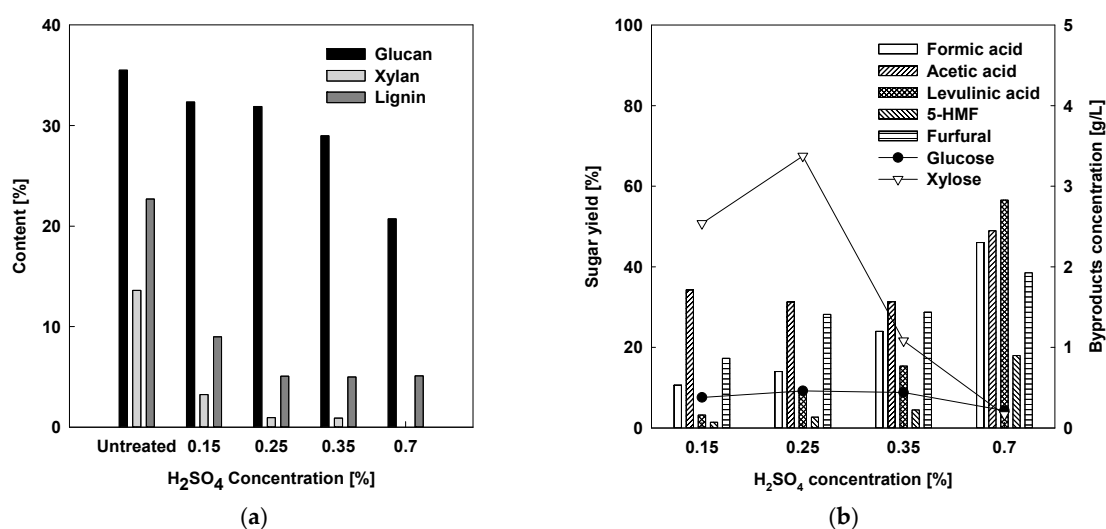 40
30
20
10
0
Content [%]
Glucan
Xylan
Lignin
Untreated 0.15 0.25 0.35 0.7
H₂SO₄ Concentration [%]
(a)
100
80
60
40
20
0
Sugar yield [%]
Formic acid
Acetic acid
Levulinic acid
5-HMF
Furfural
Glucose
Xylose
5
4
3
2
1
0
Byproducts concentration [g/L]
0.15 0.25 0.35 0.7
H₂SO₄ concentration [%]
(b)